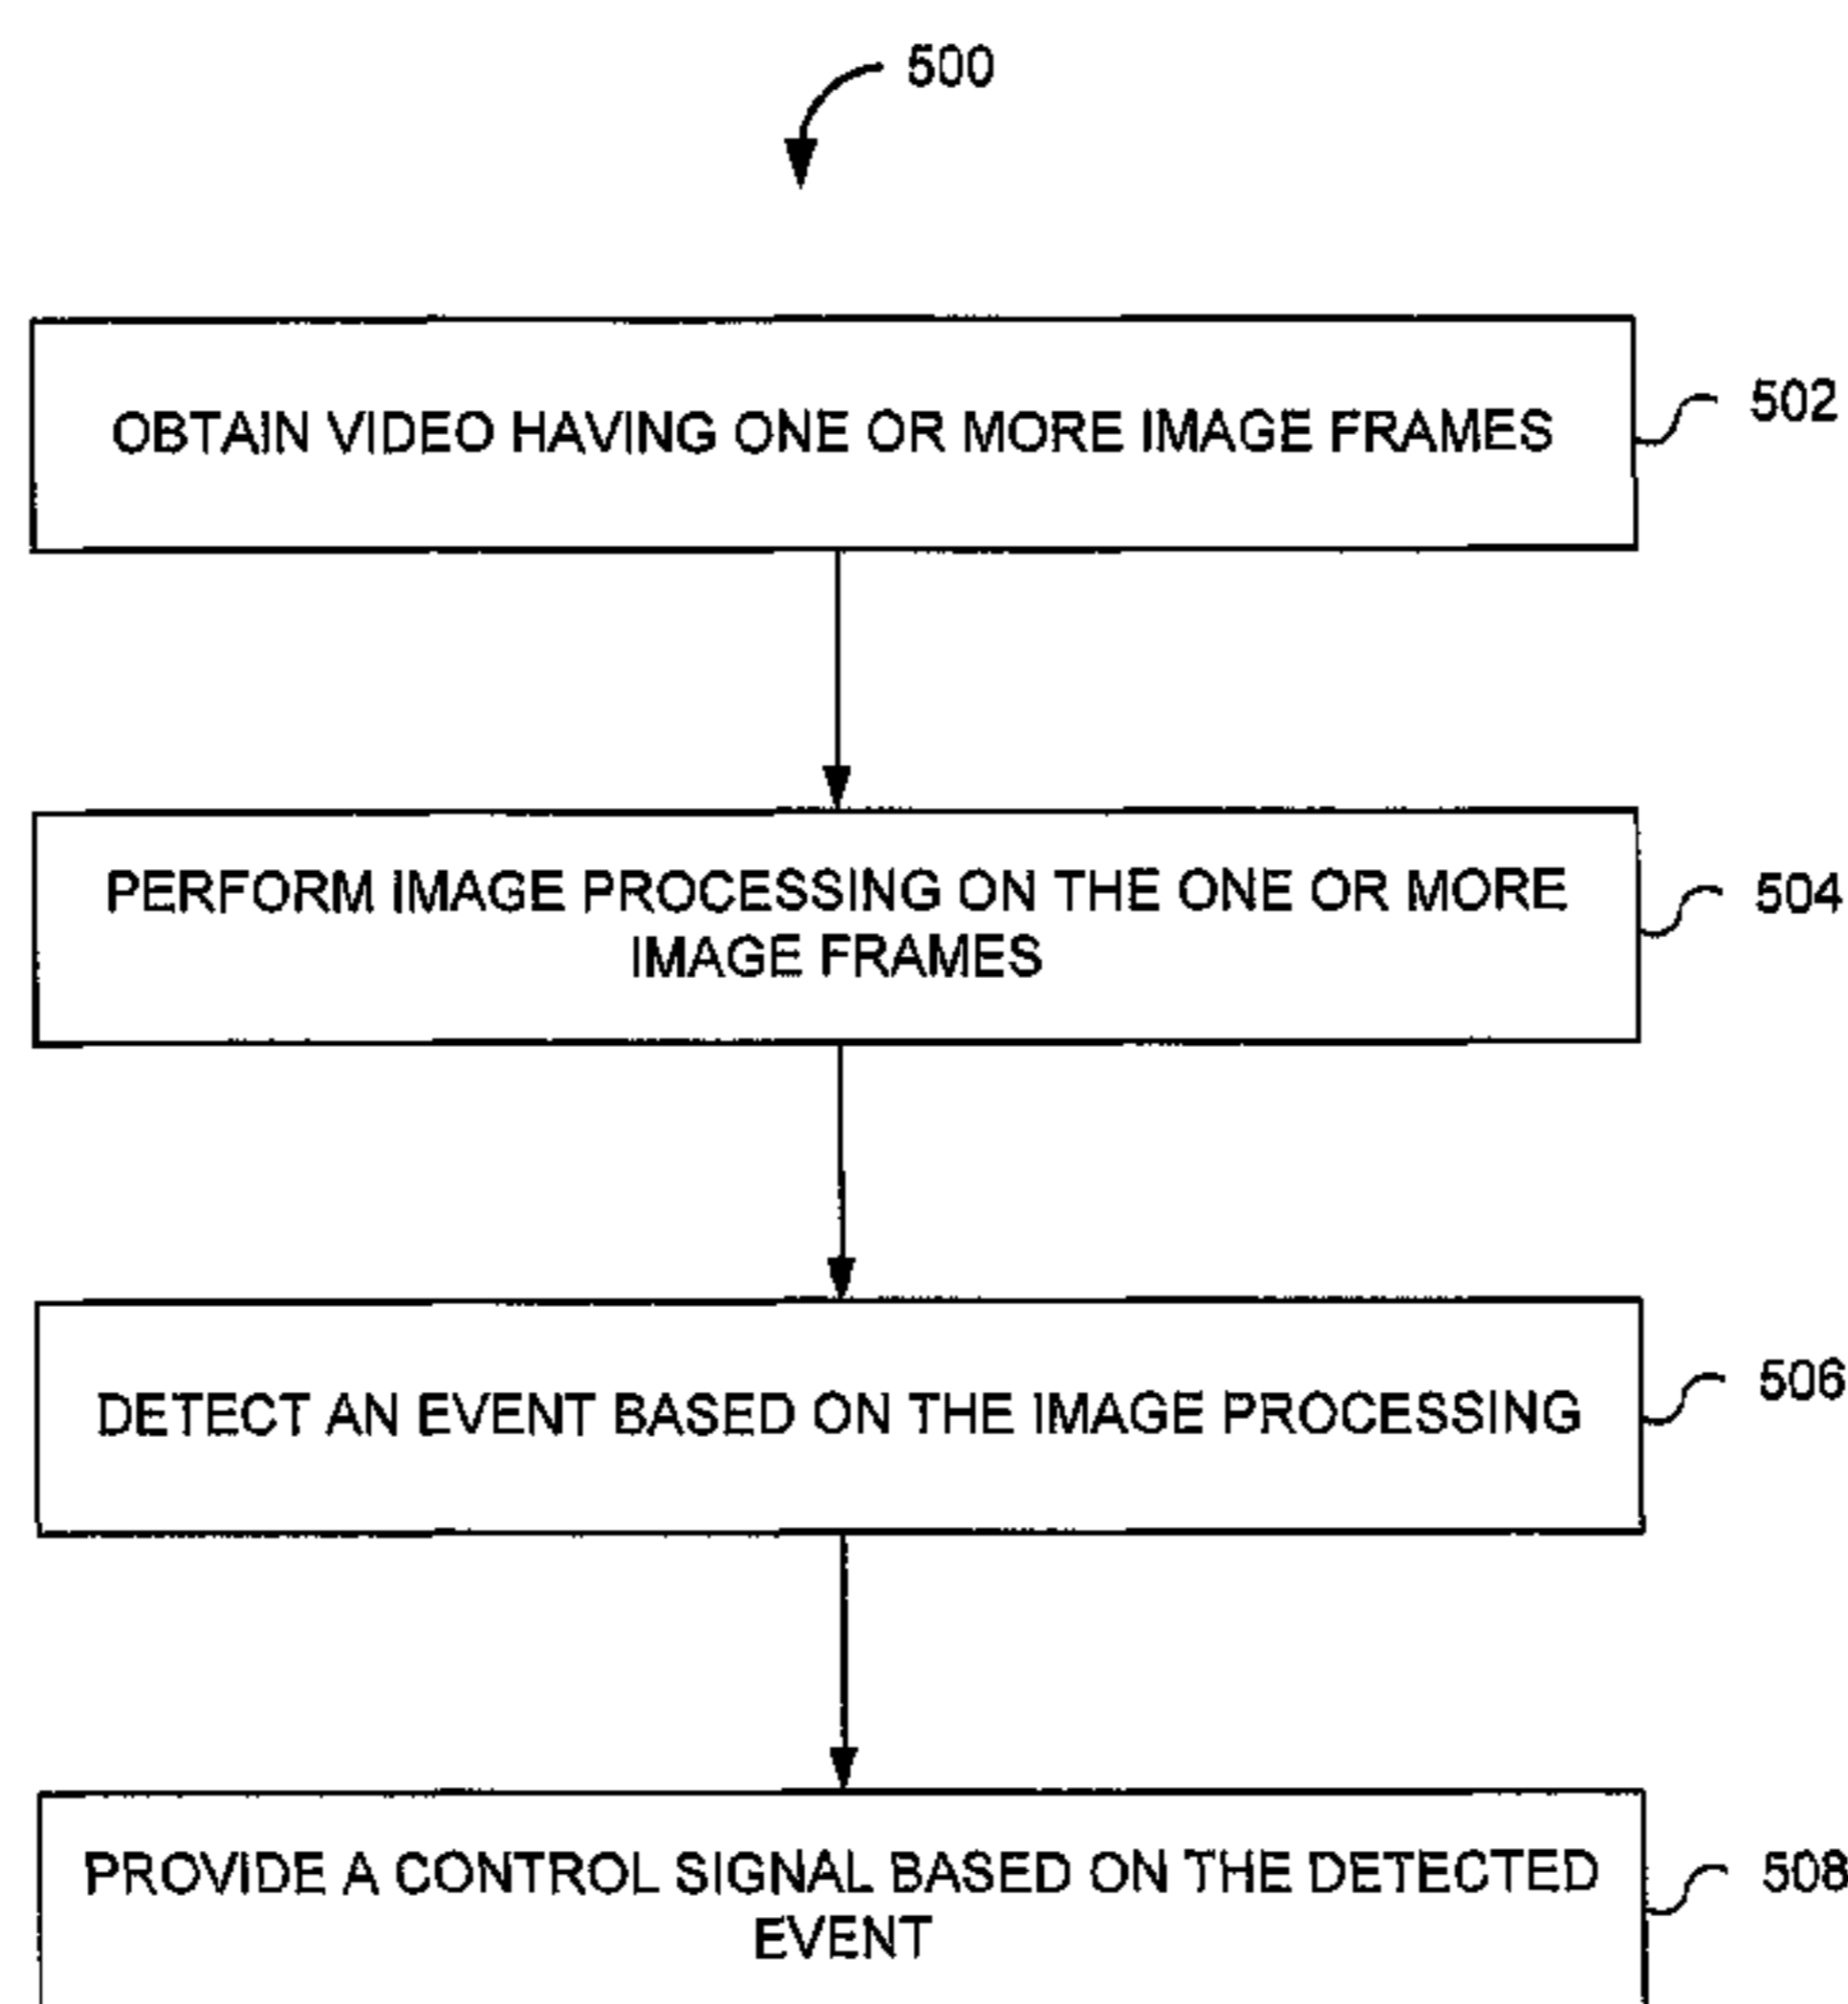 500
OBTAIN VIDEO HAVING ONE OR MORE IMAGE FRAMES
502
PERFORM IMAGE PROCESSING ON THE ONE OR MORE
IMAGE FRAMES
504
DETECT AN EVENT BASED ON THE IMAGE PROCESSING
506
PROVIDE A CONTROL SIGNAL BASED ON THE DETECTED
EVENT
508